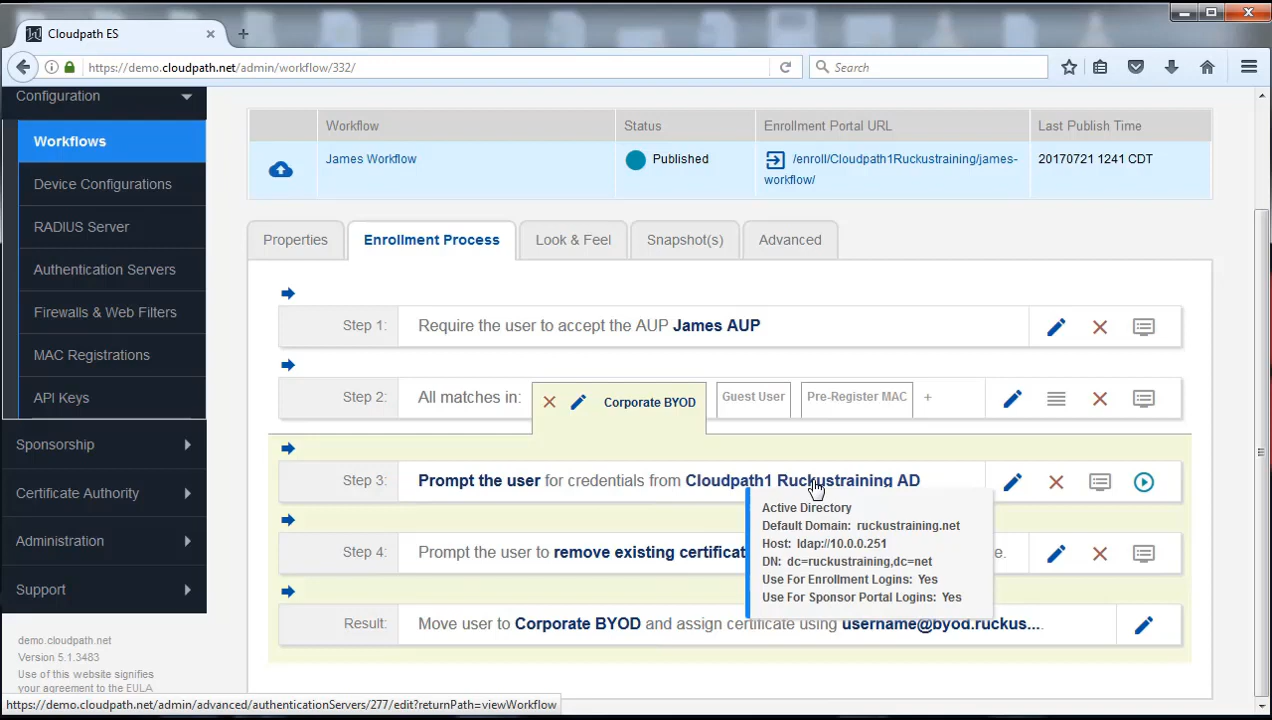 Cloudpath ES
https://demo.cloudpath.net/admin/workflow/332/
Search
Configuration
Workflows
Device Configurations
RADIUS Server
Authentication Servers
Firewalls & Web Filters
MAC Registrations
API Keys
Sponsorship
Certificate Authority
Administration
Support
demo.cloudpath.net
Version 5.1.3483
Use of this website signifies
your agreement to the EULA
Workflow Status Enrollment Portal URL Last Publish Time
James Workflow Published /enroll/Cloudpath1Ruckustraining/james-
workflow/
20170721 1241 CDT
Properties Enrollment Process Look & Feel Snapshot(s) Advanced
Step 1: Require the user to accept the AUP James AUP
Step 2: All matches in: Corporate BYOD Guest User Pre-Register MAC +
Step 3: Prompt the user for credentials from Cloudpath1 Ruckustraining AD
Active Directory
Default Domain: ruckustraining.net
Host: ldap://10.0.0.251
DN: dc=ruckustraining,dc=net
Use For Enrollment Logins: Yes
Use For Sponsor Portal Logins: Yes
Step 4: Prompt the user to remove existing certificat e.
Result: Move user to Corporate BYOD and assign certificate using username@byod.ruckus....
https://demo.cloudpath.net/admin/advanced/authenticationServers/277/edit?returnPath=viewWorkflow